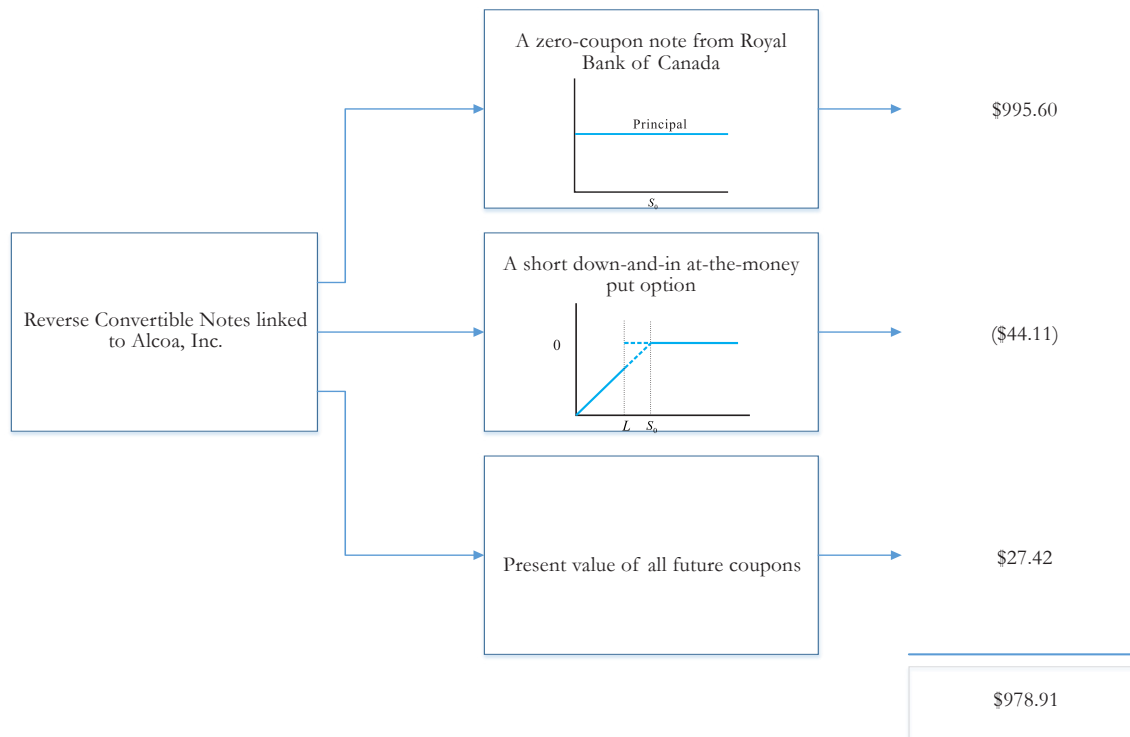 A zero-coupon note from Royal
Bank of Canada
Principal
S₀
$995.60
Reverse Convertible Notes linked
to Alcoa, Inc.
A short down-and-in at-the-money
put option
0
L S₀
($44.11)
Present value of all future coupons
$27.42
$978.91